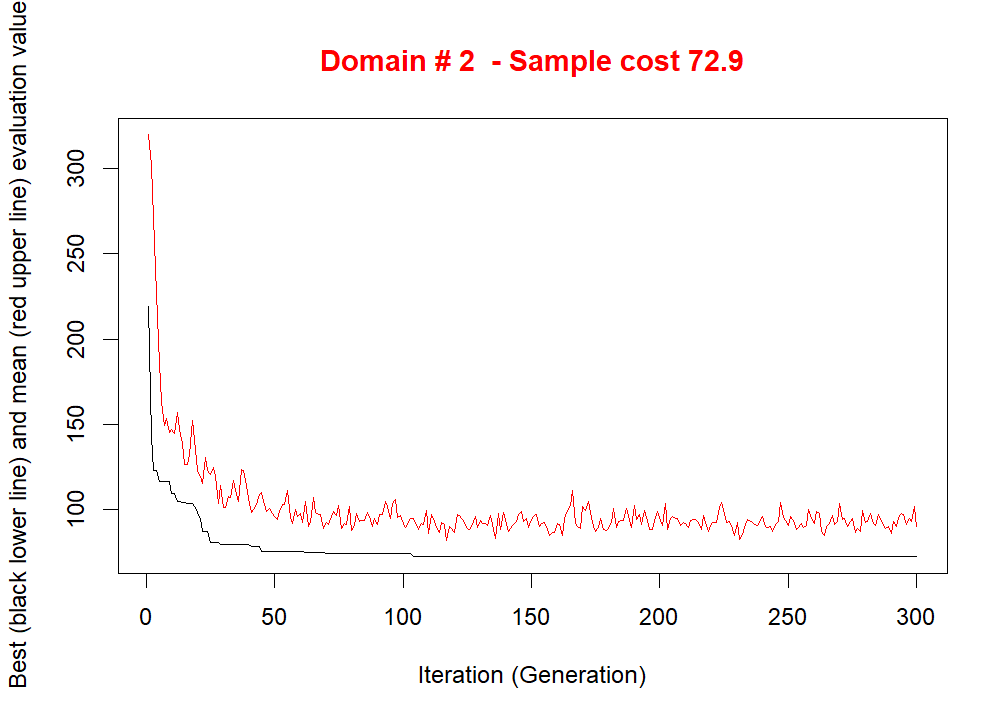 Domain # 2 - Sample cost 72.9
Best (black lower line) and mean (red upper line) evaluation value
300
250
200
150
100
0 50 100 150 200 250 300
Iteration (Generation)